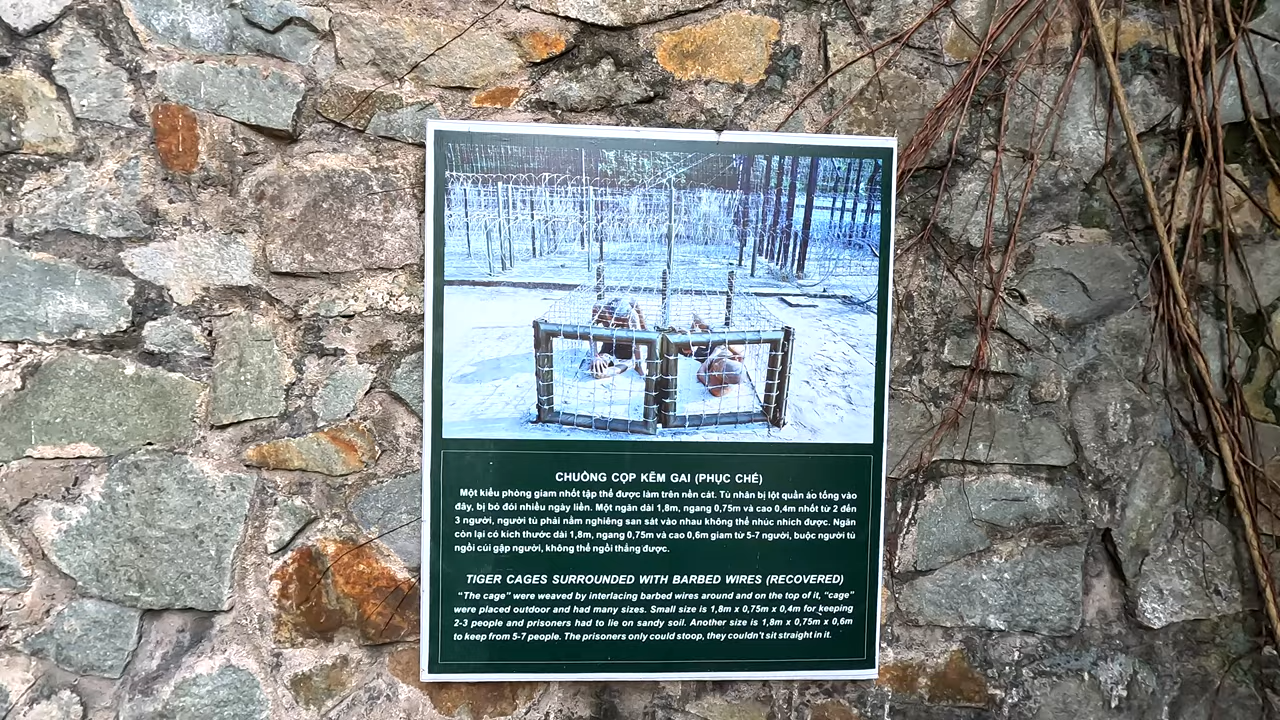 CHUỒNG CỌP KẼM GAI (PHỤC CHẾ)
Một kiểu phòng giam nhốt tập thể được làm trên nền cát. Tù nhân bị lột quần áo tống vào
đây, bị bỏ đói nhiều ngày liền. Một ngăn dài 1,8m, ngang 0,75m và cao 0,4m nhốt từ 2 đến
3 người, người tù phải nằm nghiêng san sát vào nhau không thể nhúc nhích được. Ngăn
còn lại có kích thước dài 1,8m, ngang 0,75m và cao 0,6m giam từ 5-7 người, buộc người tù
ngồi cúi gập người, không thể ngồi thẳng được.
TIGER CAGES SURROUNDED WITH BARBED WIRES (RECOVERED)
"The cage" were weaved by interlacing barbed wires around and on the top of it, "cage"
were placed outdoor and had many sizes. Small size is 1,8m x 0,75m x 0,4m for keeping
2-3 people and prisoners had to lie on sandy soil. Another size is 1,8m x 0,75m x 0,6m
to keep from 5-7 people. The prisoners only could stoop, they couldn't sit straight in it.